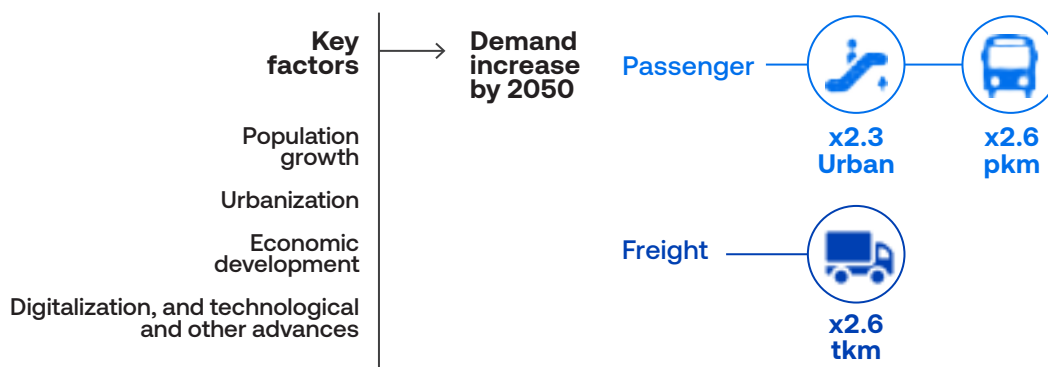 Key
factors
Demand
increase
by 2050
Population
growth
Urbanization
Economic
development
Digitalization, and technological
and other advances
Passenger
x2.3
Urban
x2.6
pkm
Freight
x2.6
tkm